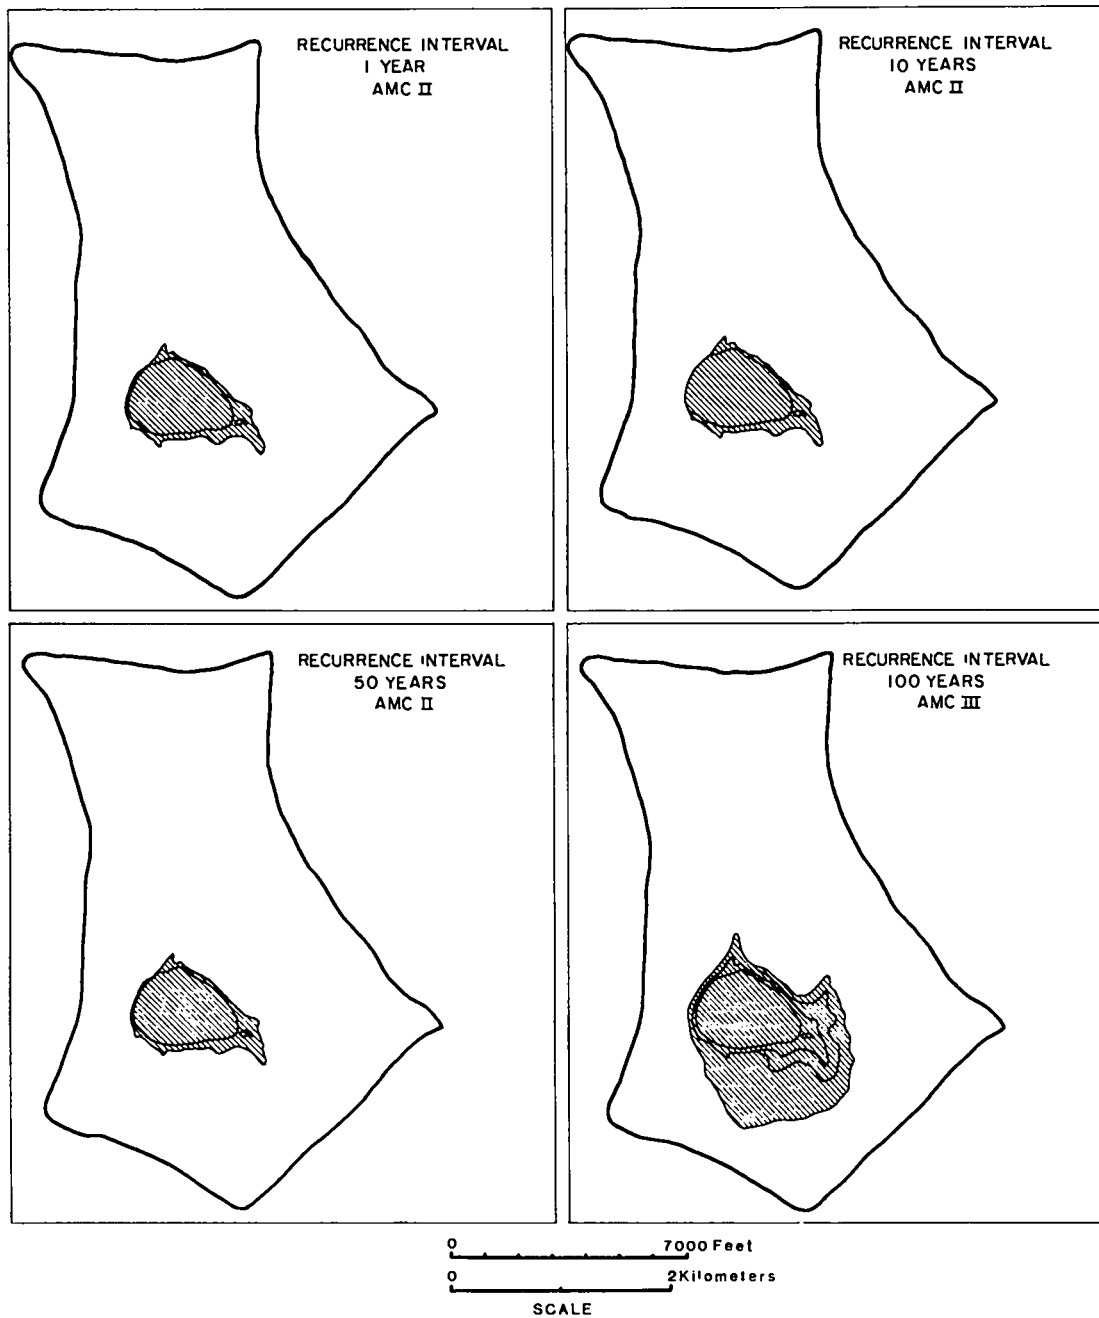 RECURRENCE INTERVAL
1 YEAR
AMC II
RECURRENCE INTERVAL
10 YEARS
AMC II
RECURRENCE INTERVAL
50 YEARS
AMC II
RECURRENCE INTERVAL
100 YEARS
AMC III
0 7000 Feet
0 2 Kilometers
SCALE